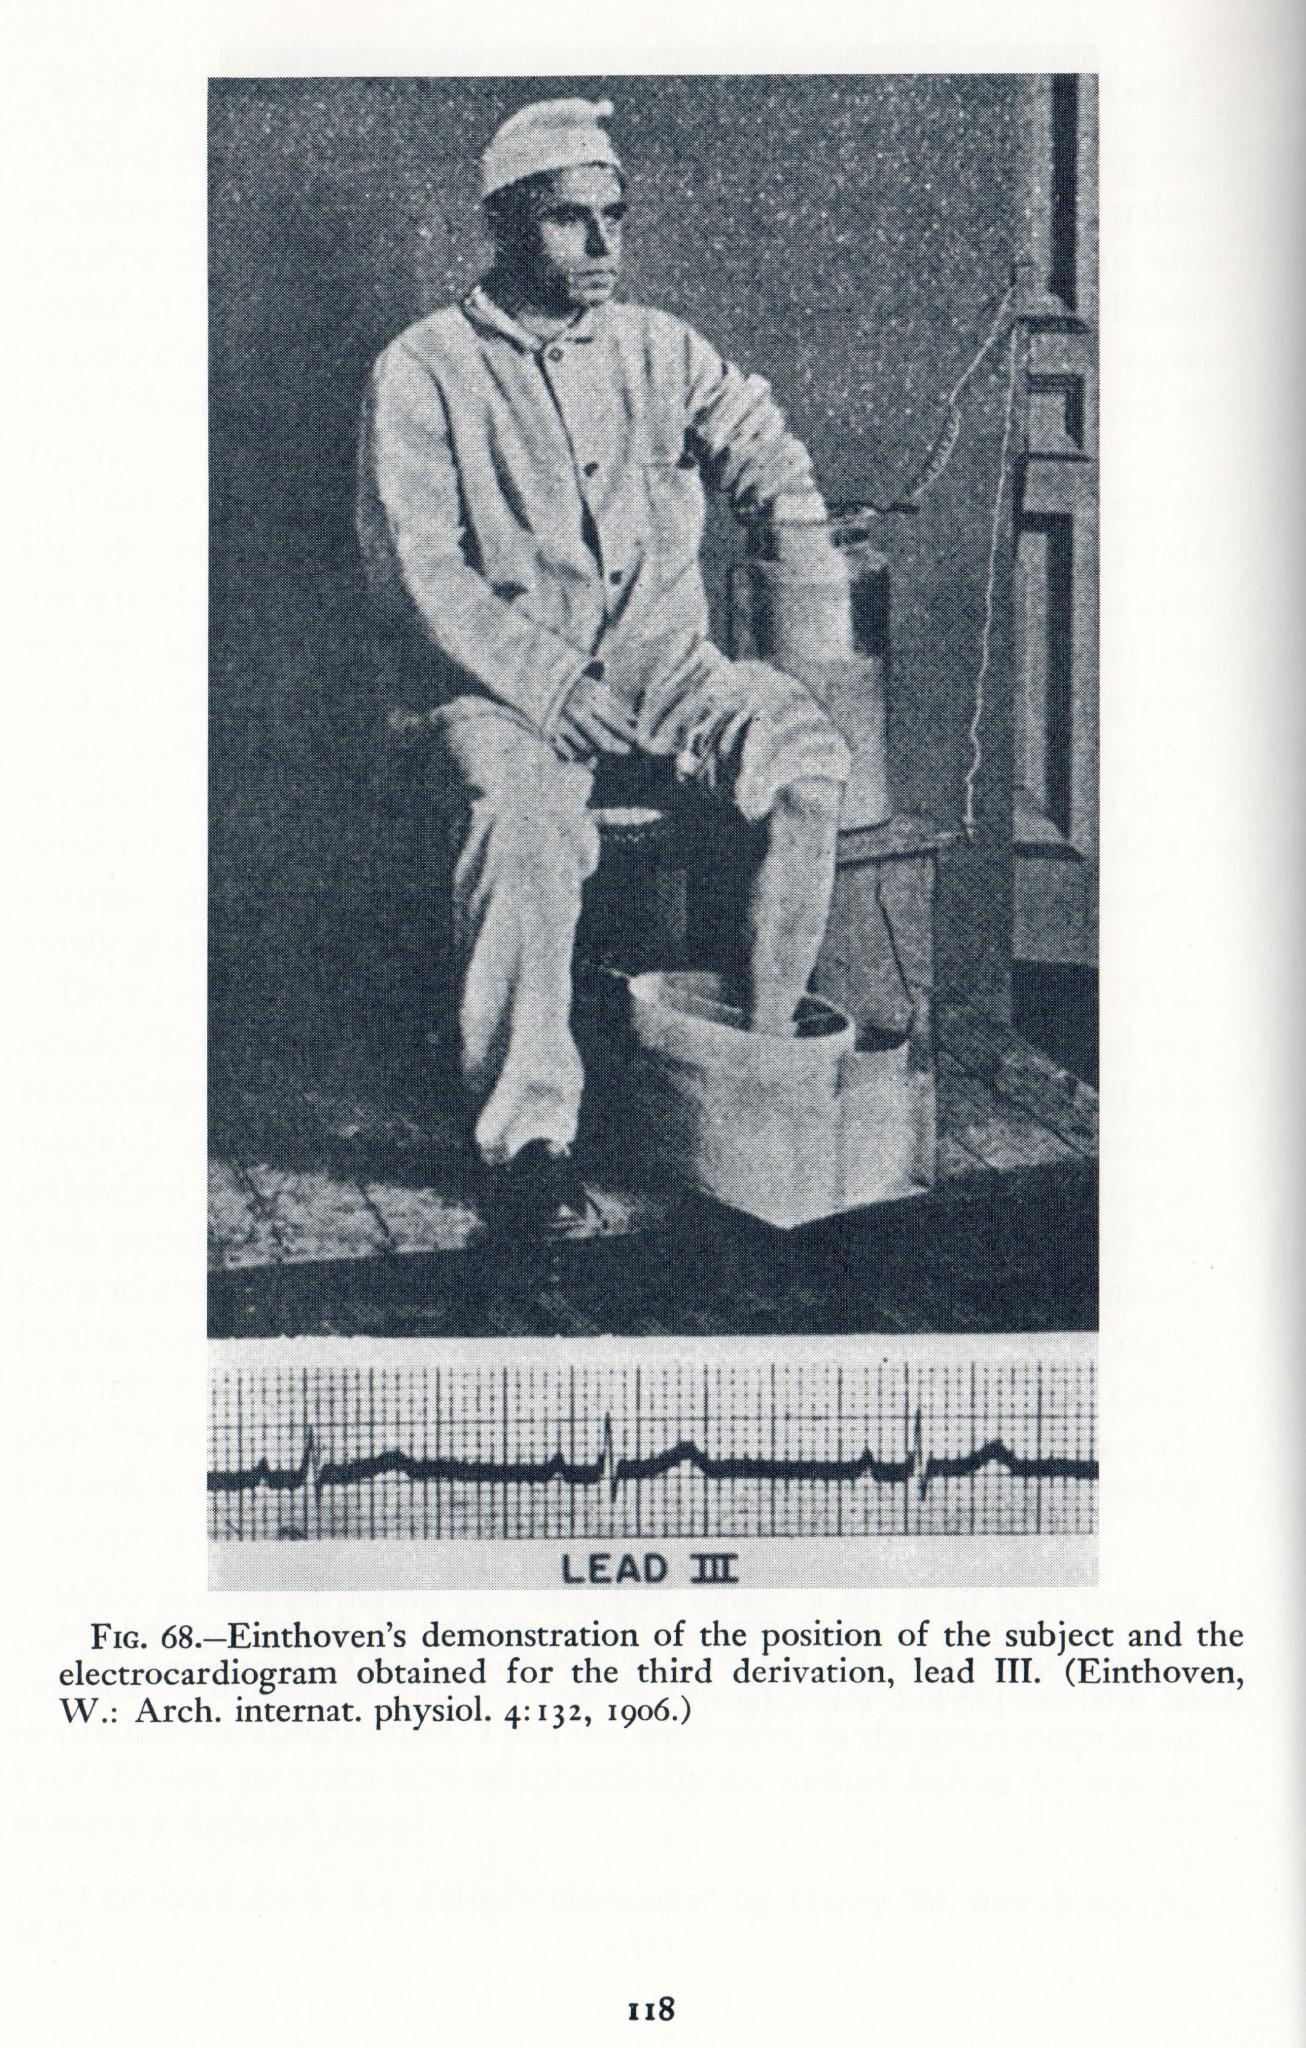 LEAD III
FIG. 68.—Einthoven's demonstration of the position of the subject and the
electrocardiogram obtained for the third derivation, lead III. (Einthoven,
W.: Arch. internat. physiol. 4:132, 1906.)
118